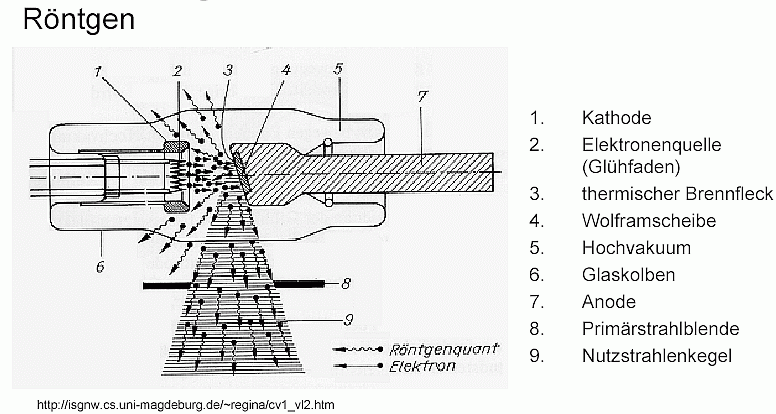 Röntgen
1
2
3
4
5
7
6
8
9
Röntgenquant
Elektron
1. Kathode
2. Elektronenquelle
(Glühfaden)
3. thermischer Brennfleck
4. Wolframscheibe
5. Hochvakuum
6. Glaskolben
7. Anode
8. Primärstrahlblende
9. Nutzstrahlenkegel
http://isgnw.cs.uni-magdeburg.de/~regina/cv1_vl2.htm